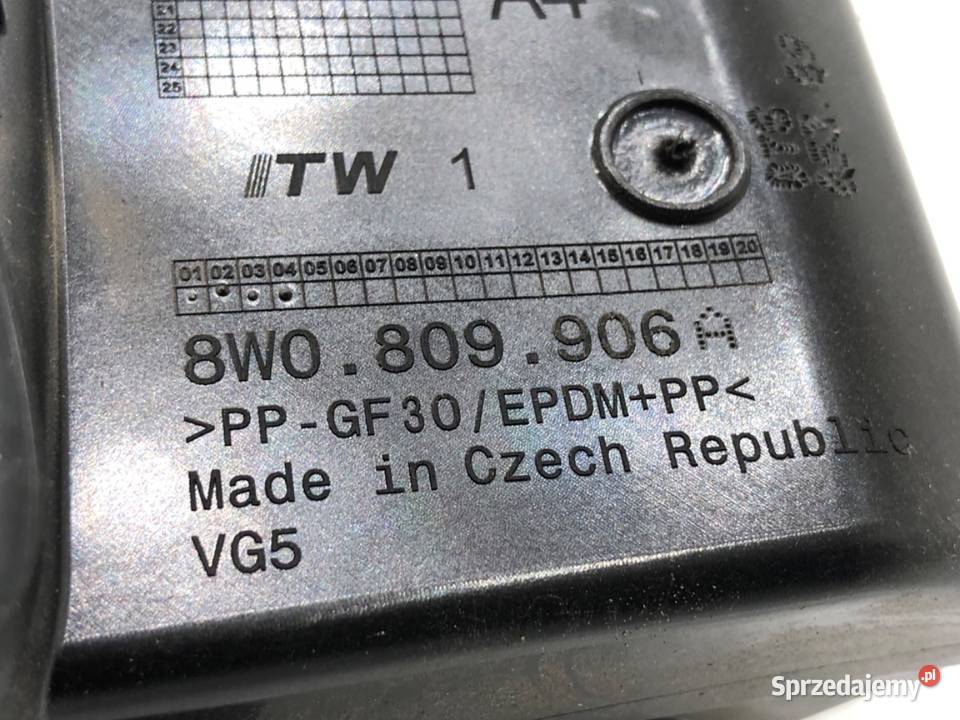 A4
21
22
23
24
25
ITW 1
01 02 03 04 05 06 07 08 09 10 11 12 13 14 15 16 17 18 19 20
8W0.809.906 A
>PP-GF30/EPDM+PP<
Made in Czech Republic
VG5
Sprzedajemy.pl